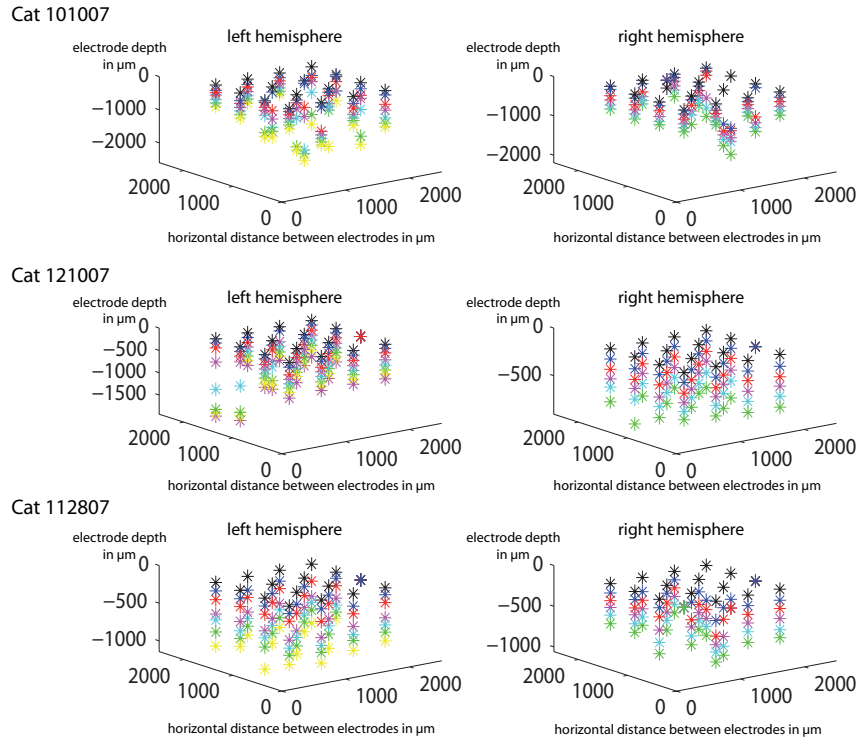 Cat 101007
left hemisphere
right hemisphere
electrode depth
in µm
electrode depth
in µm
0
−1000
−2000
2000
1000
0
0
1000
2000
horizontal distance between electrodes in µm
0
−1000
−2000
2000
1000
0
0
1000
2000
horizontal distance between electrodes in µm
Cat 121007
left hemisphere
right hemisphere
electrode depth
in µm
electrode depth
in µm
0
−500
−1000
−1500
2000
1000
0
0
1000
2000
horizontal distance between electrodes in µm
0
−500
2000
1000
0
0
1000
2000
horizontal distance between electrodes in µm
Cat 112807
left hemisphere
right hemisphere
electrode depth
in µm
electrode depth
in µm
0
−500
−1000
2000
1000
0
0
1000
2000
horizontal distance between electrodes in µm
0
−500
−1000
2000
1000
0
0
1000
2000
horizontal distance between electrodes in µm